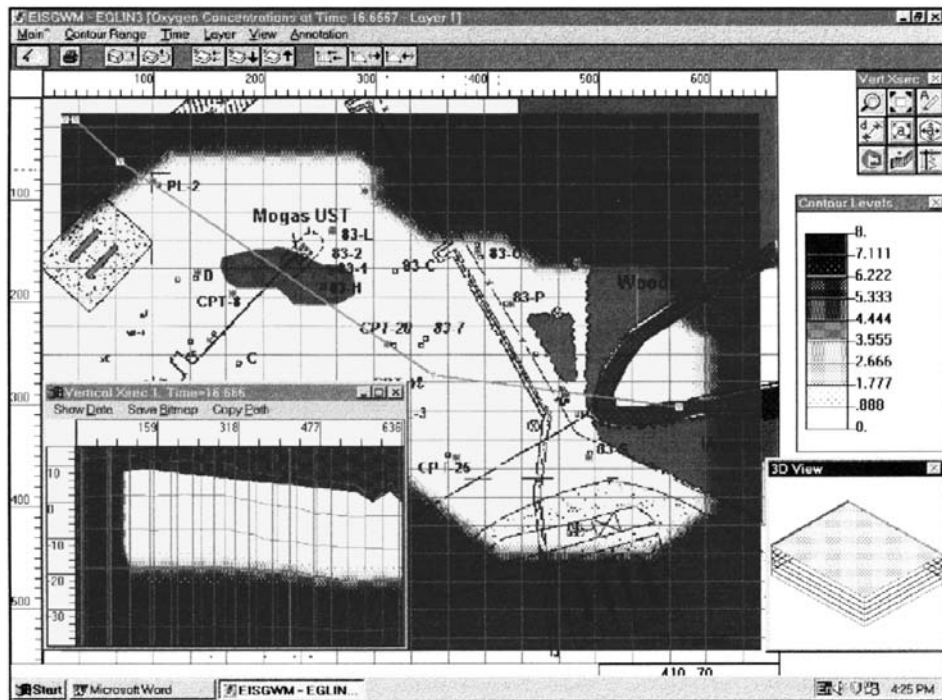 EISGWM - EGLIN3 [Oxygen Concentrations at Time 16.6667 - Layer 1]
Main Contour Range Time Layer View Annotation
100 200 300 400 500 600
Vert Xsec
100
PL-2
Mogas UST
83-L
83-2
83-4
83-H
83-C
83-P
Woods
D
CPT-8
200
CPT-20 83-7
C
300
Contour Levels
8.
7.111
6.222
5.333
4.444
3.555
2.666
1.777
.888
0.
Vertical Xsec 1, Time=16.666
Show Data Save Bitmap Copy Path
159 318 477 636
10
0
-10
-20
-30
400
500
3D View
410 70
Start Microsoft Word EISGWM - EGLIN... 4:25 PM